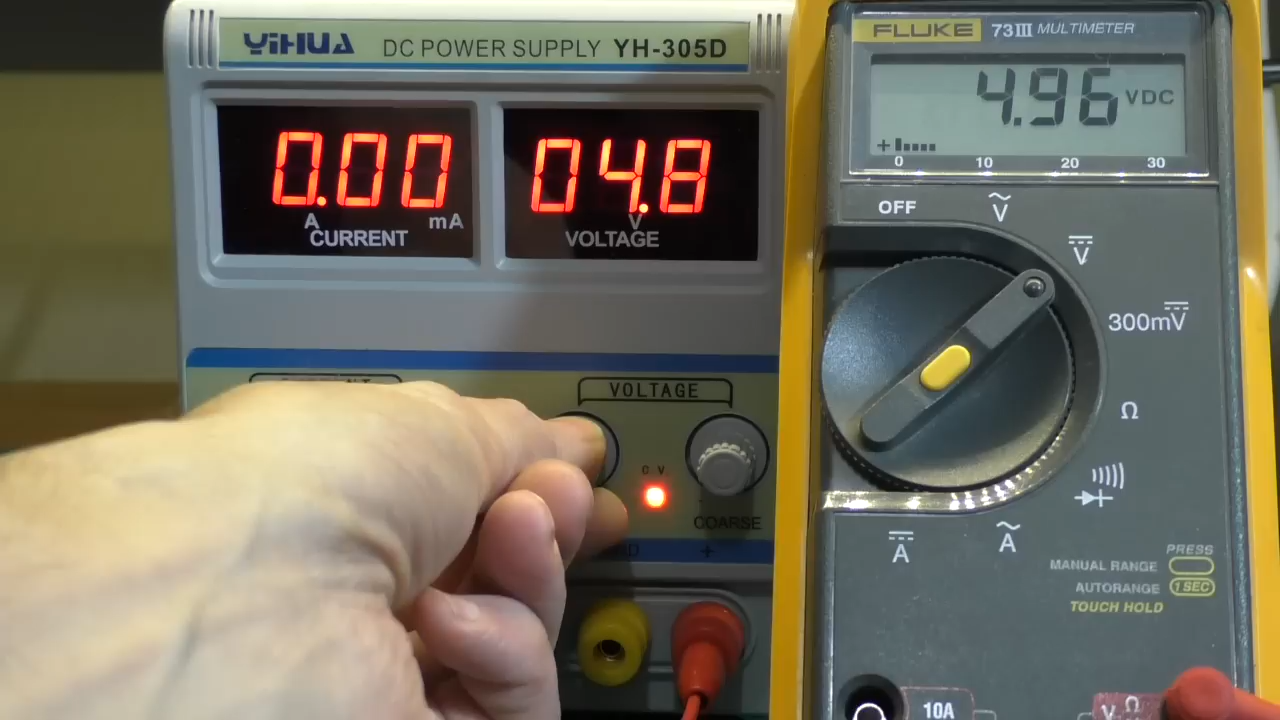 YiHUA DC POWER SUPPLY YH-305D
0.00
A mA
CURRENT
04.8
V
VOLTAGE
VOLTAGE
COARSE
+
FLUKE 73III MULTIMETER
4.96 VDC
+
0 10 20 30
OFF
V
V
300mV
Ω
A
A
PRESS
MANUAL RANGE
AUTORANGE 1 SEC
TOUCH HOLD
10A
V Ω